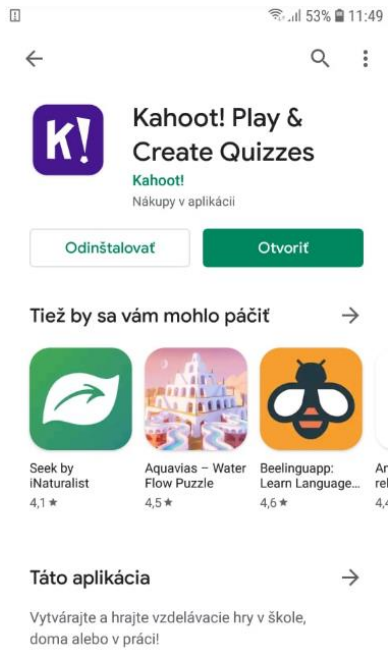 53% 11:49
K!
Kahoot! Play &
Create Quizzes
Kahoot!
Nákupy v aplikácii
Odinštalovať
Otvoriť
Tiež by sa vám mohlo páčiť
Seek by
iNaturalist
4,1 ★
Aquavias – Water
Flow Puzzle
4,5 ★
Beelinguapp:
Learn Language...
4,6 ★
Táto aplikácia
Vytvárajte a hrajte vzdelávacie hry v škole,
doma alebo v práci!